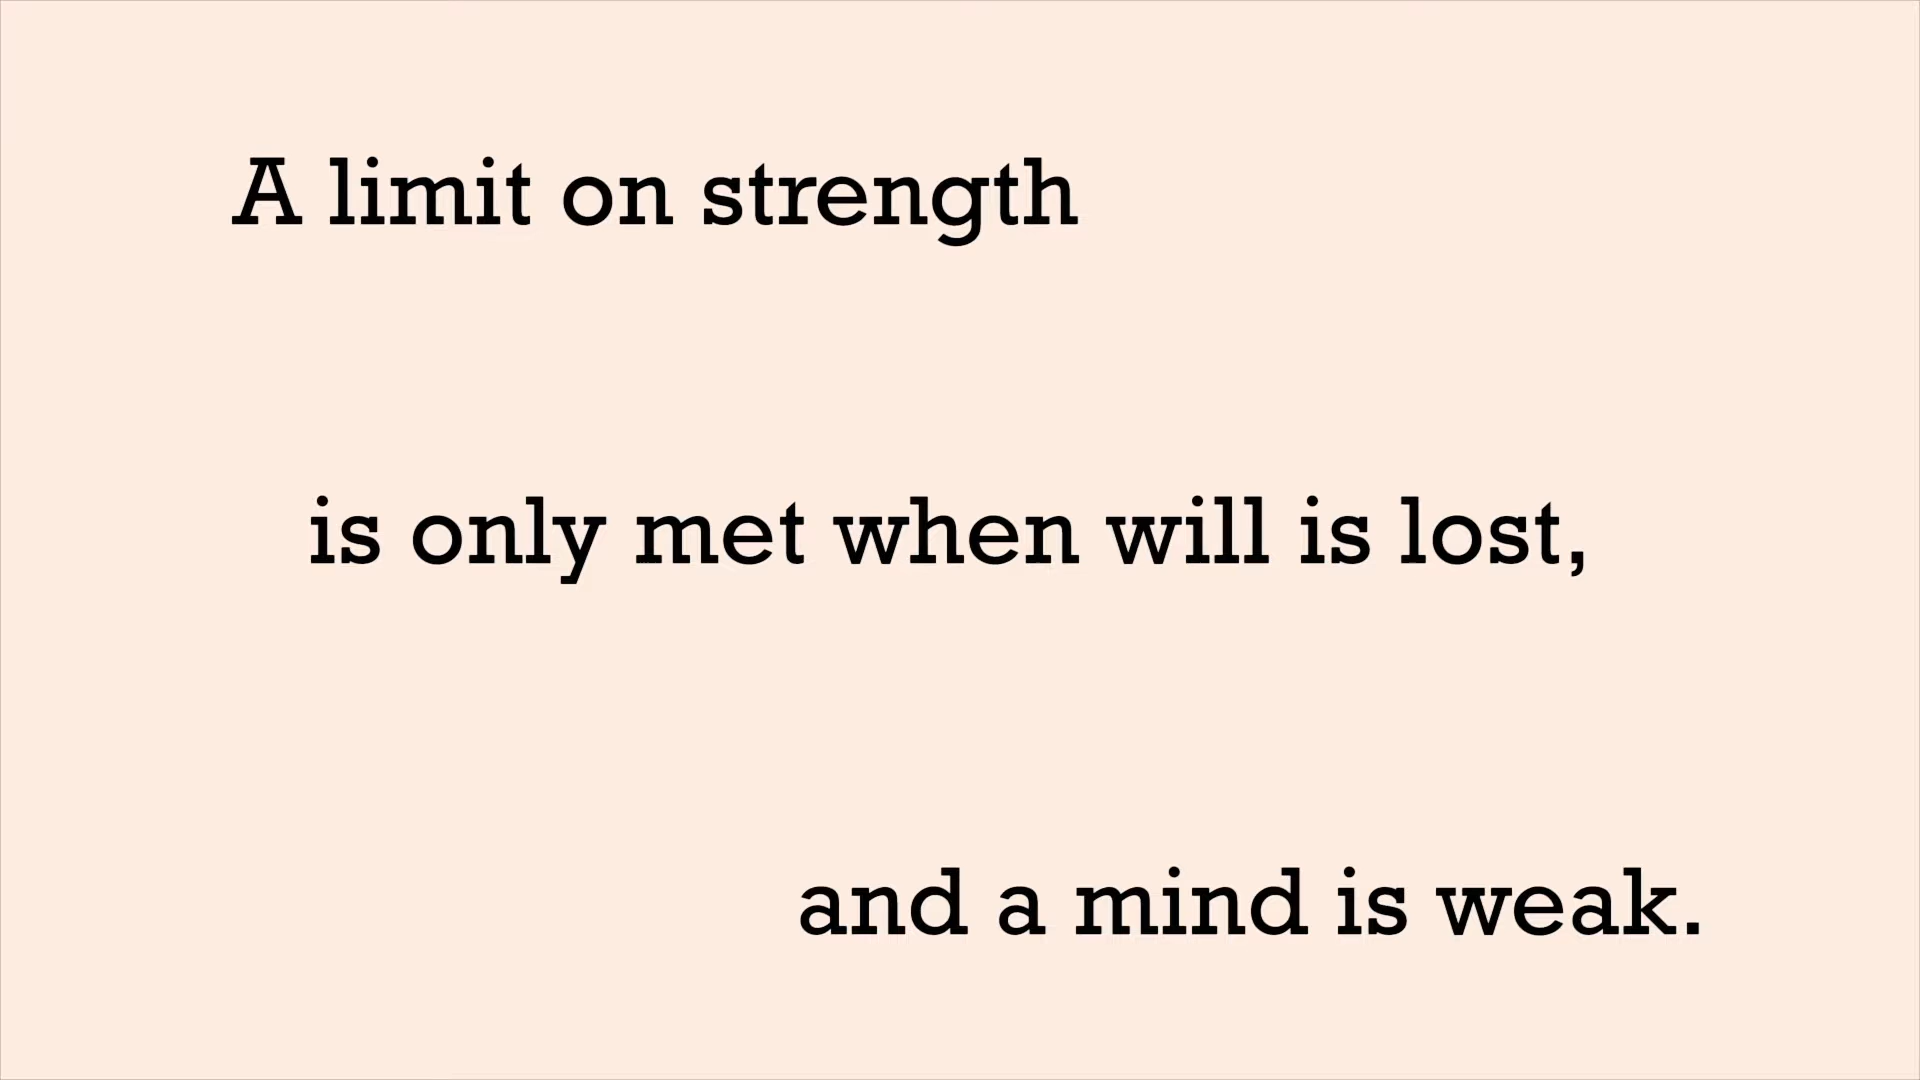 A limit on strength
is only met when will is lost,
and a mind is weak.